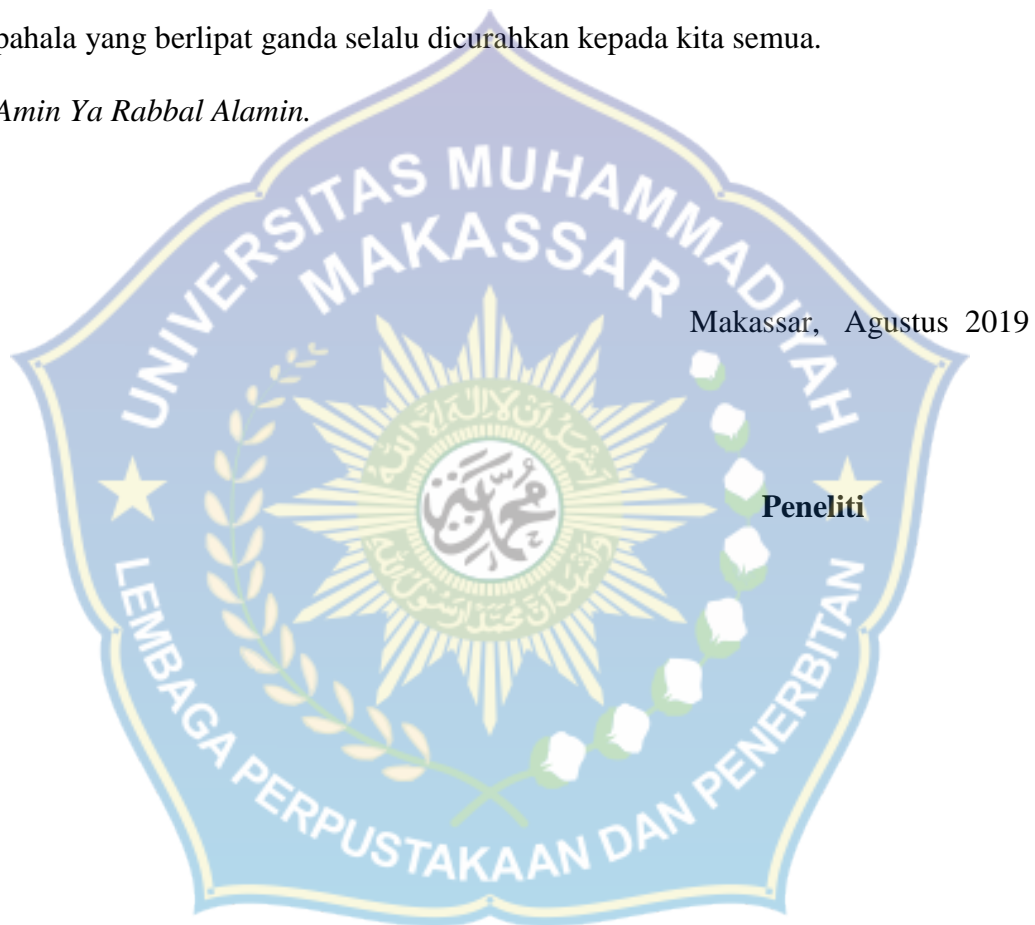 pahala yang berlipat ganda selalu dicurahkan kepada kita semua.
Amin Ya Rabbal Alamin.
UNIVERSITAS MUHAMMADIYAH
MAKASSAR
Makassar, Agustus 2019
Peneliti
LEMBAGA PERPUSTAKAAN DAN PENERBITAN